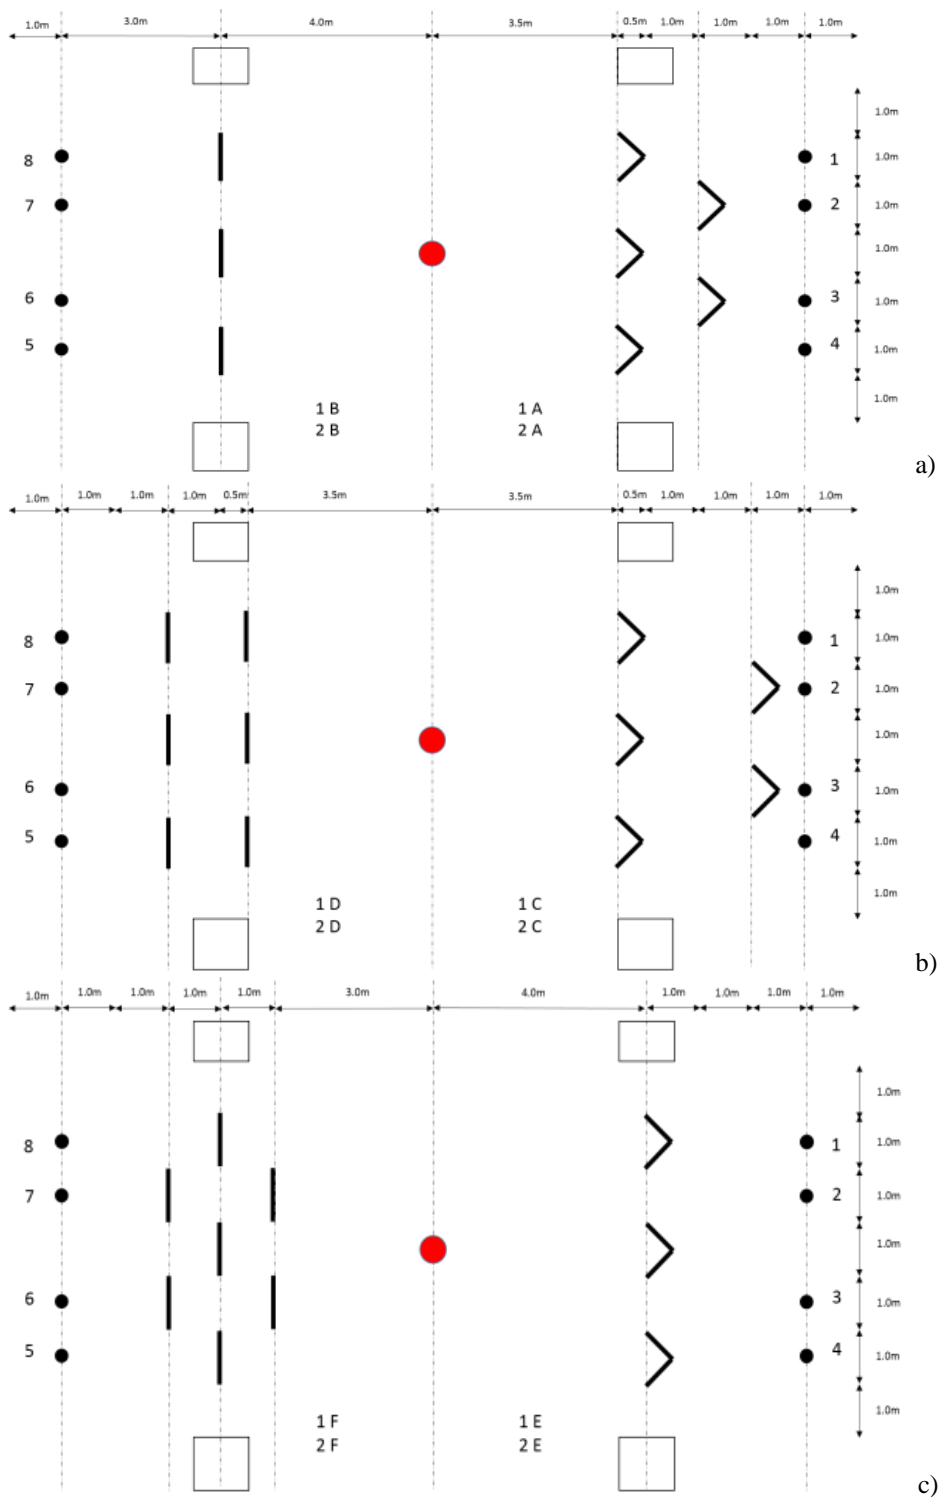 1.0m 3.0m 4.0m 3.5m 0.5m 1.0m 1.0m 1.0m 1.0m
1.0m
8 1 1.0m
7 2 1.0m
1.0m
6 3 1.0m
5 4 1.0m
1.0m
1 B 1 A
2 B 2 A
a)
1.0m 1.0m 1.0m 1.0m 0.5m 3.5m 3.5m 0.5m 1.0m 1.0m 1.0m 1.0m
1.0m
8 1 1.0m
7 2 1.0m
1.0m
6 3 1.0m
5 4 1.0m
1.0m
1 D 1 C
2 D 2 C
b)
1.0m 1.0m 1.0m 1.0m 1.0m 3.0m 4.0m 1.0m 1.0m 1.0m 1.0m
1.0m
8 1 1.0m
7 2 1.0m
1.0m
6 3 1.0m
5 4 1.0m
1.0m
1 F 1 E
2 F 2 E
c)